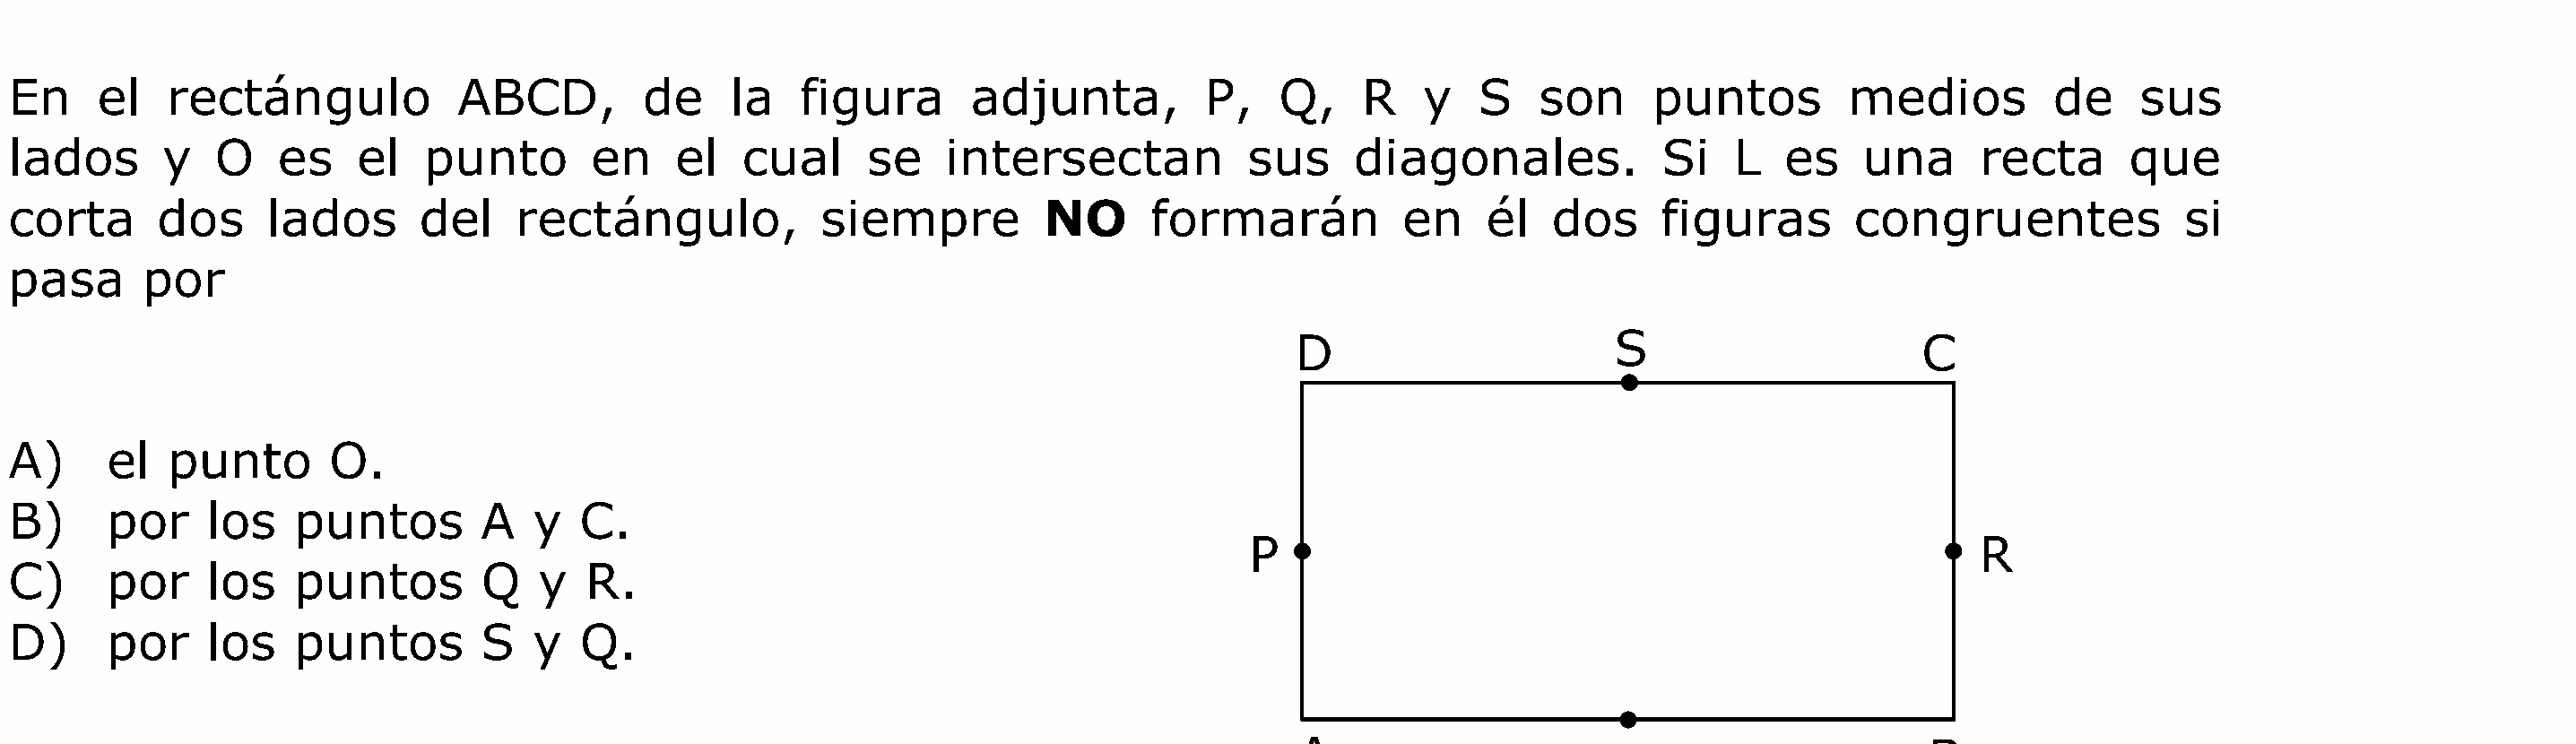 En el rectángulo ABCD, de la figura adjunta, P, Q, R y S son puntos medios de sus
lados y O es el punto en el cual se intersectan sus diagonales. Si L es una recta que
corta dos lados del rectángulo, siempre NO formarán en él dos figuras congruentes si
pasa por
D S C
A) el punto O.
B) por los puntos A y C.
P R
C) por los puntos Q y R.
D) por los puntos S y Q.